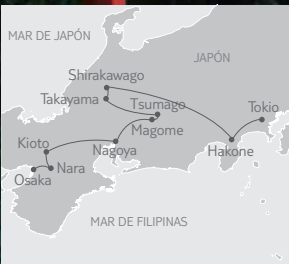 MAR DE JAPÓN
JAPÓN
Shirakawago
Takayama
Tsumago
Tokio
Magome
Kioto
Nagoya
Hakone
Nara
Osaka
MAR DE FILIPINAS